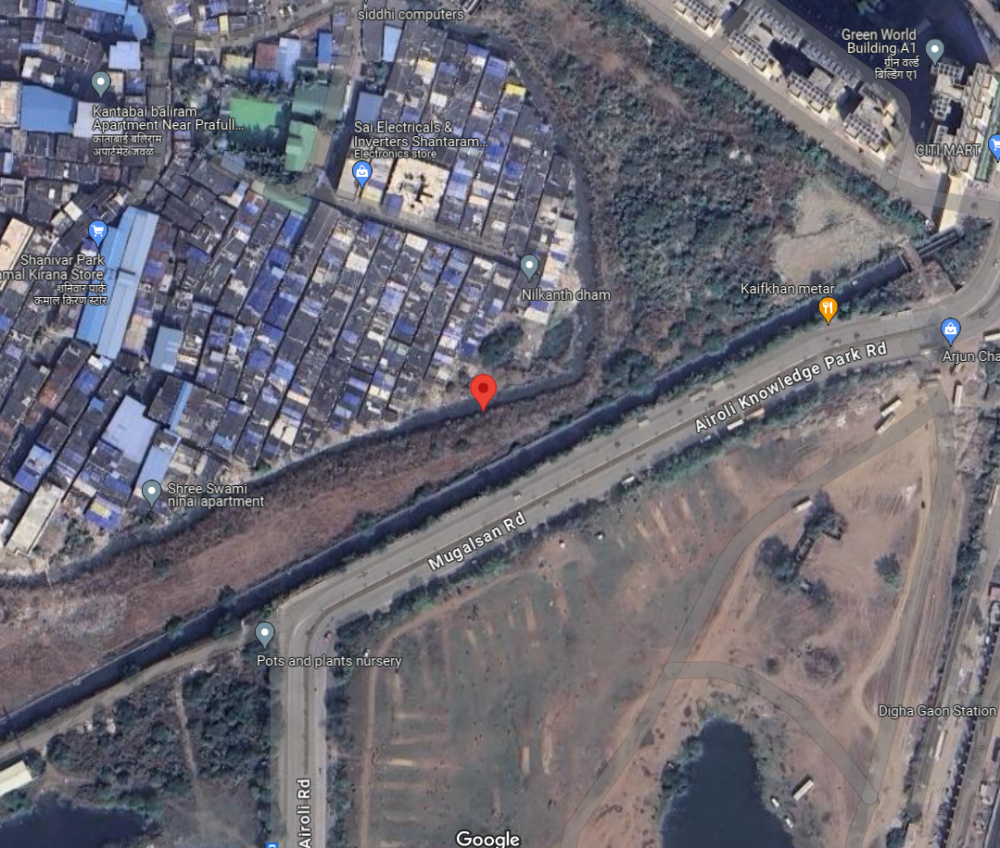 siddhi computers
Green World
Building A1
ग्रीन वर्ल्ड
बिल्डिंग ए1
Kantabai baliram
Apartment Near Prafull...
कांताबाई बलिराम
अपार्टमेंट जवळ...
Sai Electricals &
Inverters Shantaram...
Electronics store
CITI MART
Shanivar Park
amal Kirana Store
शनिवार पार्क
कमाल किराणा स्टोर
Nilkanth dham
Kaifkhan metar
Airoli Knowledge Park Rd
Arjun Cha
Shree Swami
ninai apartment
Mugalsan Rd
Pots and plants nursery
Digha Gaon Station
Airoli Rd
Google